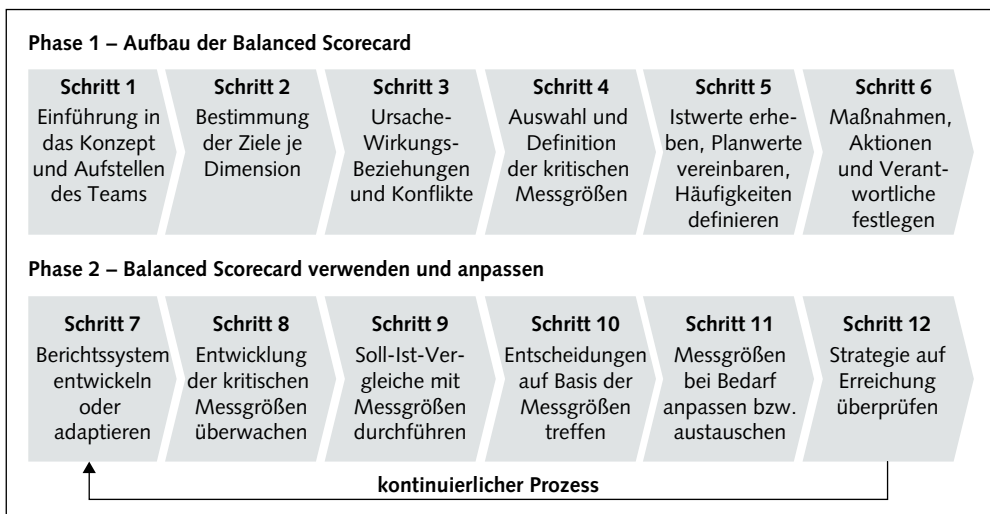 Phase 1 – Aufbau der Balanced Scorecard
Schritt 1
Einführung in
das Konzept
und Aufstellen
des Teams
Schritt 2
Bestimmung
der Ziele je
Dimension
Schritt 3
Ursache-
Wirkungs-
Beziehungen
und Konflikte
Schritt 4
Auswahl und
Definition
der kritischen
Messgrößen
Schritt 5
Istwerte erhe-
ben, Planwerte
vereinbaren,
Häufigkeiten
definieren
Schritt 6
Maßnahmen,
Aktionen
und Verant-
wortliche
festlegen
Phase 2 – Balanced Scorecard verwenden und anpassen
Schritt 7
Berichtssystem
entwickeln
oder
adaptieren
Schritt 8
Entwicklung
der kritischen
Messgrößen
überwachen
Schritt 9
Soll-Ist-Ver-
gleiche mit
Messgrößen
durchführen
Schritt 10
Entscheidungen
auf Basis der
Messgrößen
treffen
Schritt 11
Messgrößen
bei Bedarf
anpassen bzw.
austauschen
Schritt 12
Strategie auf
Erreichung
überprüfen
kontinuierlicher Prozess